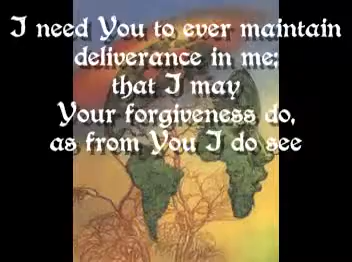 I need You to ever maintain
deliverance in me;
that I may
Your forgiveness do,
as from You I do see